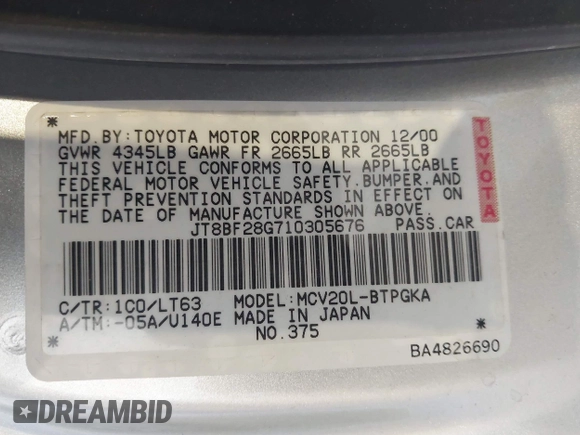 MFD.BY:TOYOTA MOTOR CORPORATION 12/00
GVWR 4345LB GAWR FR 2665LB RR 2665LB
THIS VEHICLE CONFORMS TO ALL APPLICABLE
FEDERAL MOTOR VEHICLE SAFETY,BUMPER,AND
THEFT PREVENTION STANDARDS IN EFFECT ON
THE DATE OF MANUFACTURE SHOWN ABOVE.
JT8BF28G710305676 PASS.CAR
TOYOTA
C/TR:1C0/LT63 MODEL:MCV20L-BTPGKA
A/TM:-05A/U140E MADE IN JAPAN
NO.375
BA4826690
DREAMBID